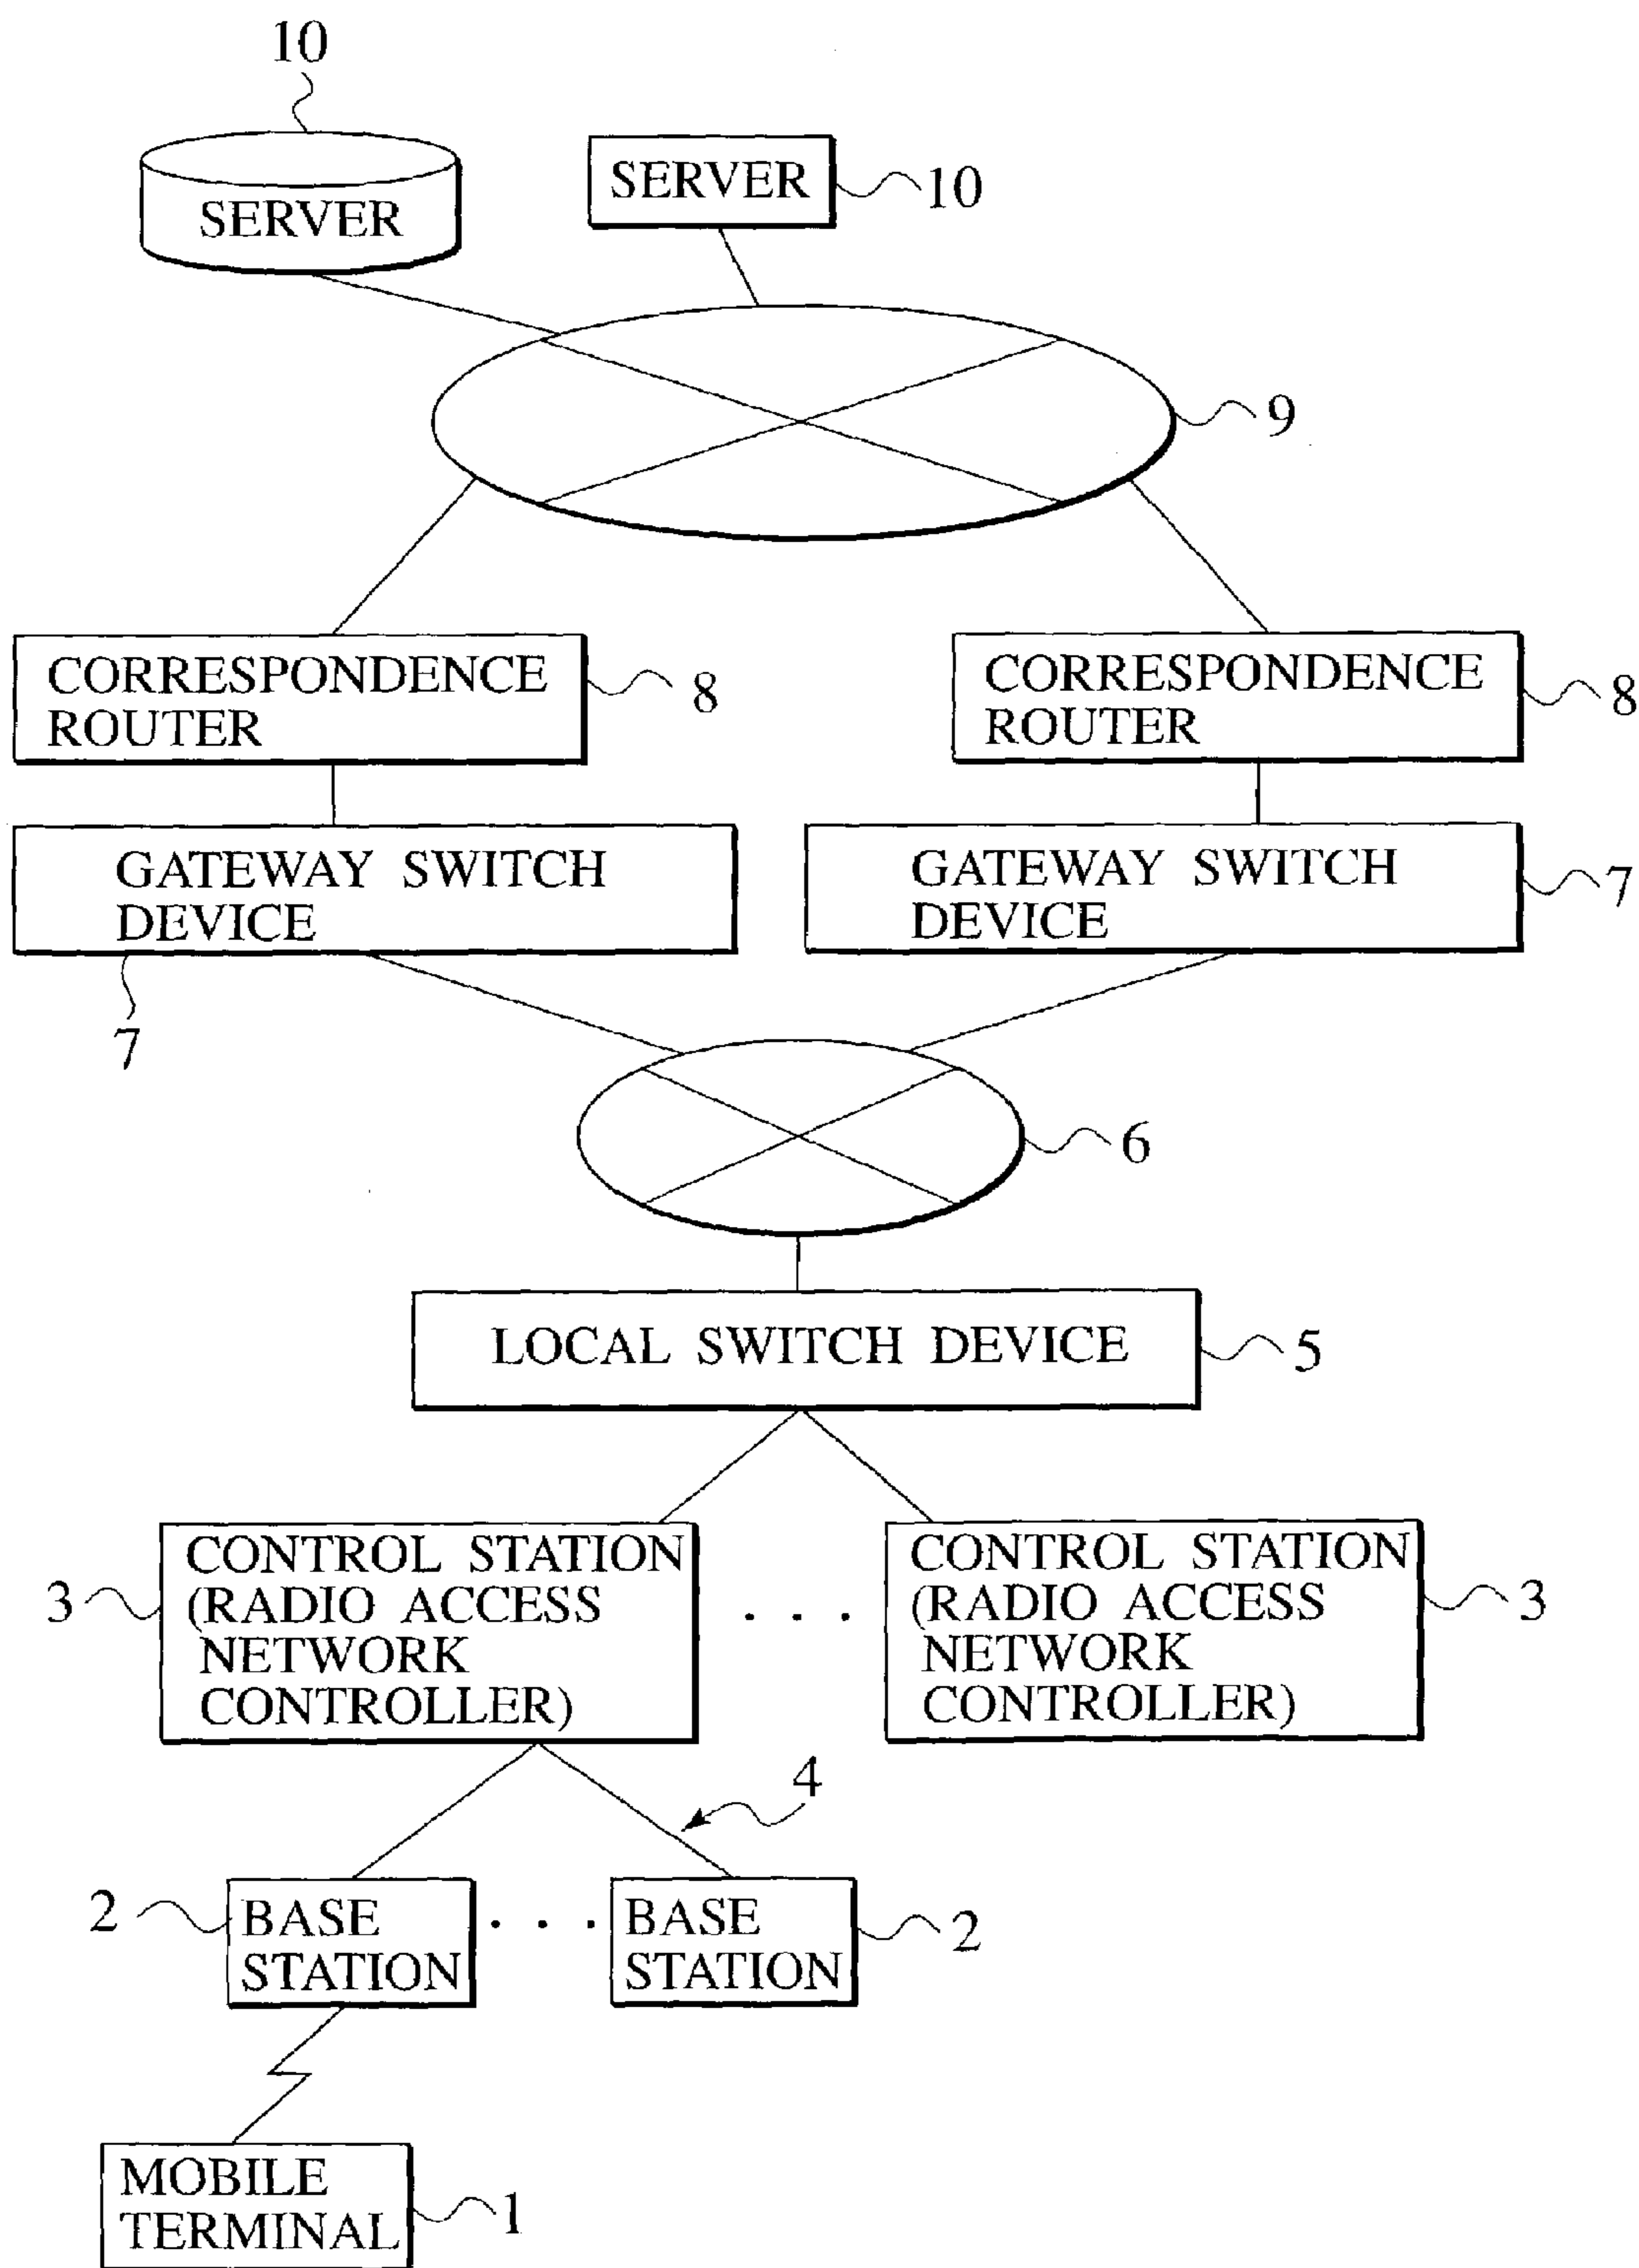 10
SERVER
SERVER
10
9
CORRESPONDENCE
ROUTER
8
CORRESPONDENCE
ROUTER
8
GATEWAY SWITCH
DEVICE
7
GATEWAY SWITCH
DEVICE
7
6
LOCAL SWITCH DEVICE
5
3
CONTROL STATION
(RADIO ACCESS
NETWORK
CONTROLLER)
. . .
CONTROL STATION
(RADIO ACCESS
NETWORK
CONTROLLER)
3
4
2
BASE
STATION
. . .
BASE
STATION
2
MOBILE
TERMINAL
1